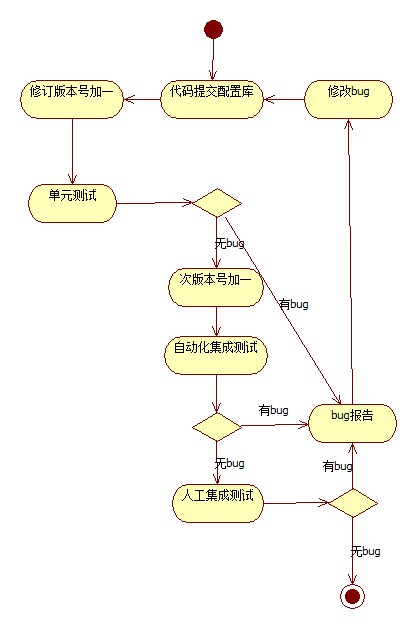 修订版本号加一
代码提交配置库
修改bug
单元测试
无bug
次版本号加一
有bug
自动化集成测试
有bug
bug报告
无bug
有bug
人工集成测试
无bug